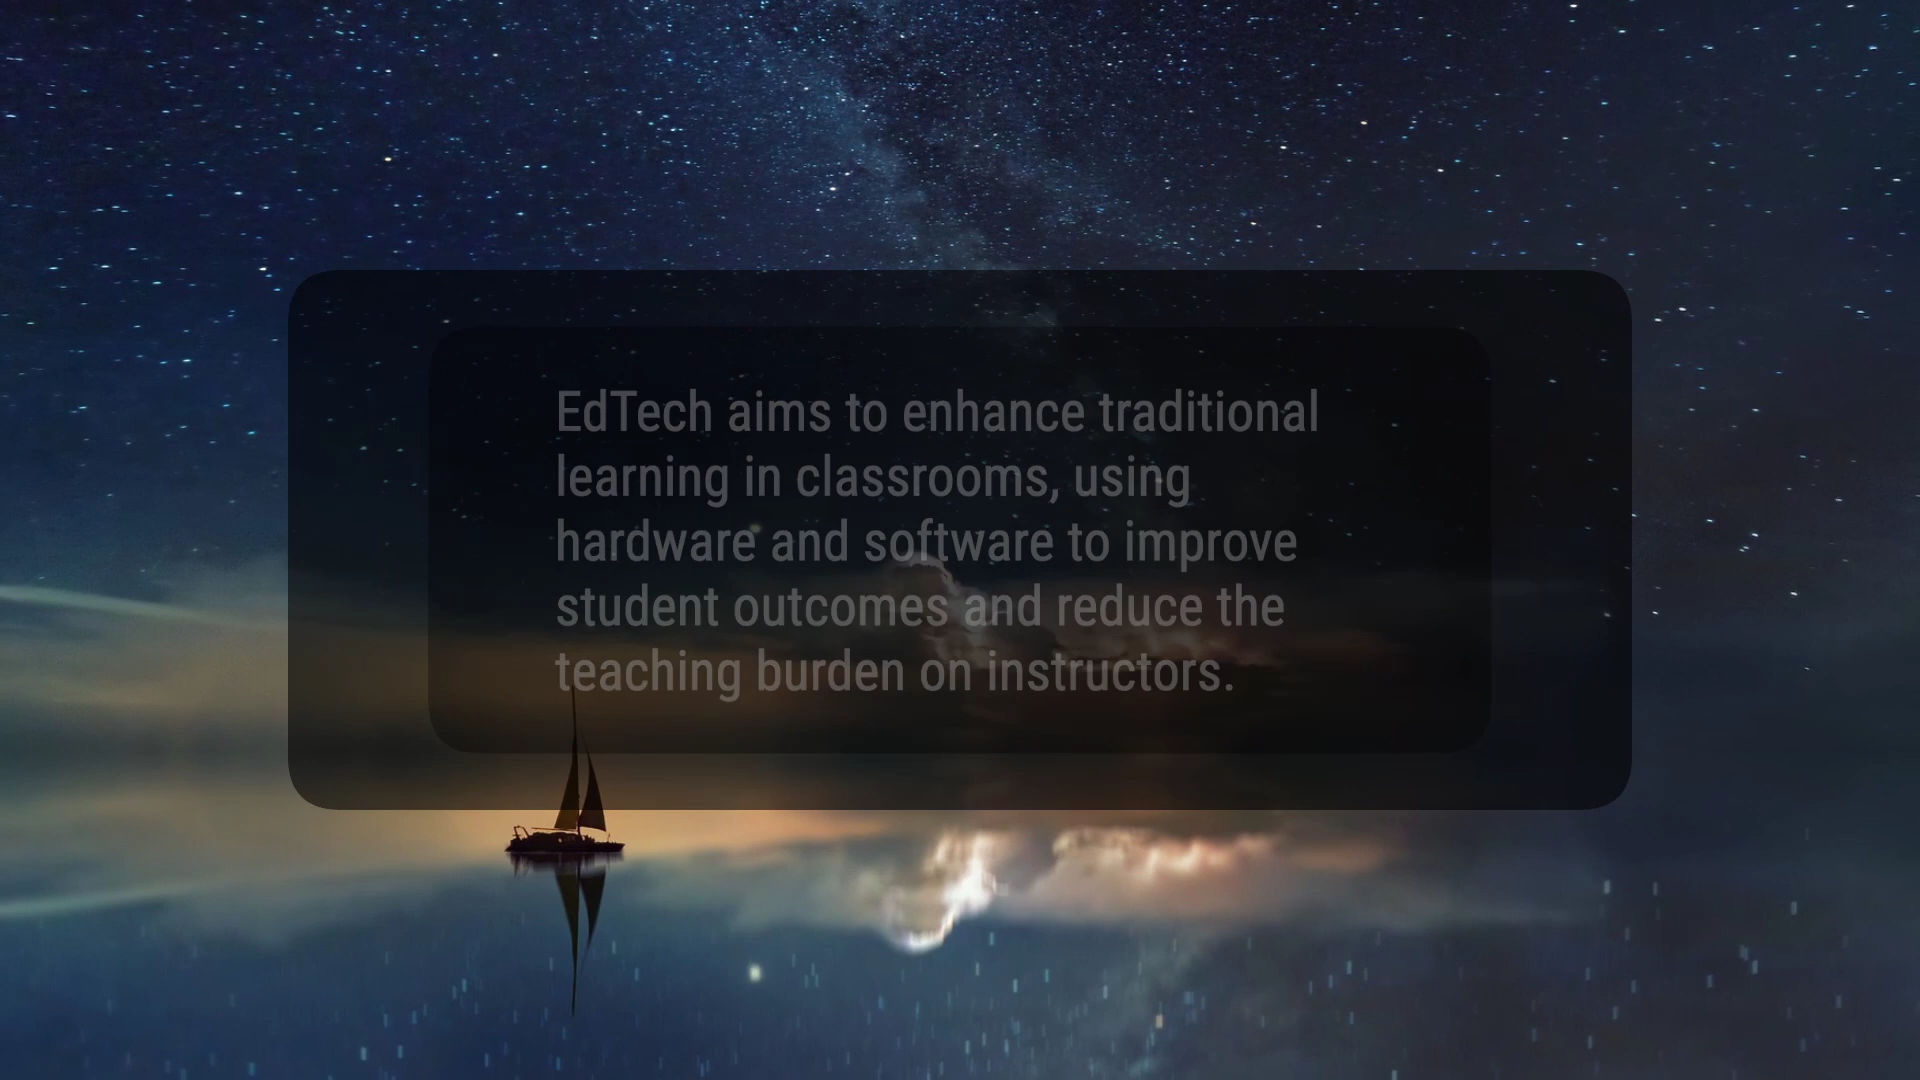 EdTech aims to enhance traditional
learning in classrooms, using
hardware and software to improve
student outcomes and reduce the
teaching burden on instructors.